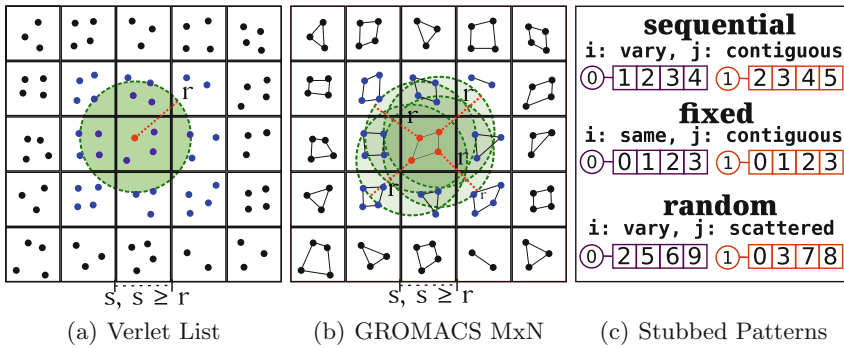 r
s, s ≥ r
(a) Verlet List
r
r
r
r
s, s ≥ r
(b) GROMACS MxN
sequential
i: vary, j: contiguous
0 1 2 3 4 1 2 3 4 5
fixed
i: same, j: contiguous
0 0 1 2 3 1 0 1 2 3
random
i: vary, j: scattered
0 2 5 6 9 1 0 3 7 8
(c) Stubbed Patterns